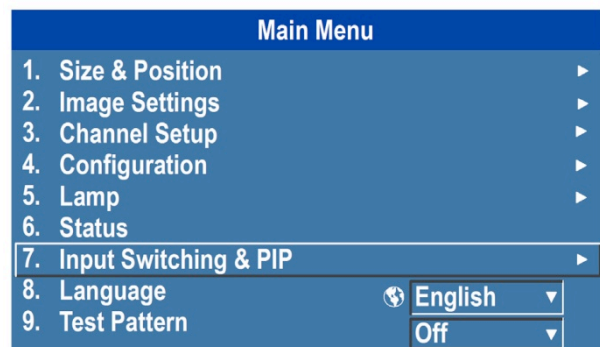 Main Menu
1. Size & Position
2. Image Settings
3. Channel Setup
4. Configuration
5. Lamp
6. Status
7. Input Switching & PIP
8. Language English
9. Test Pattern Off